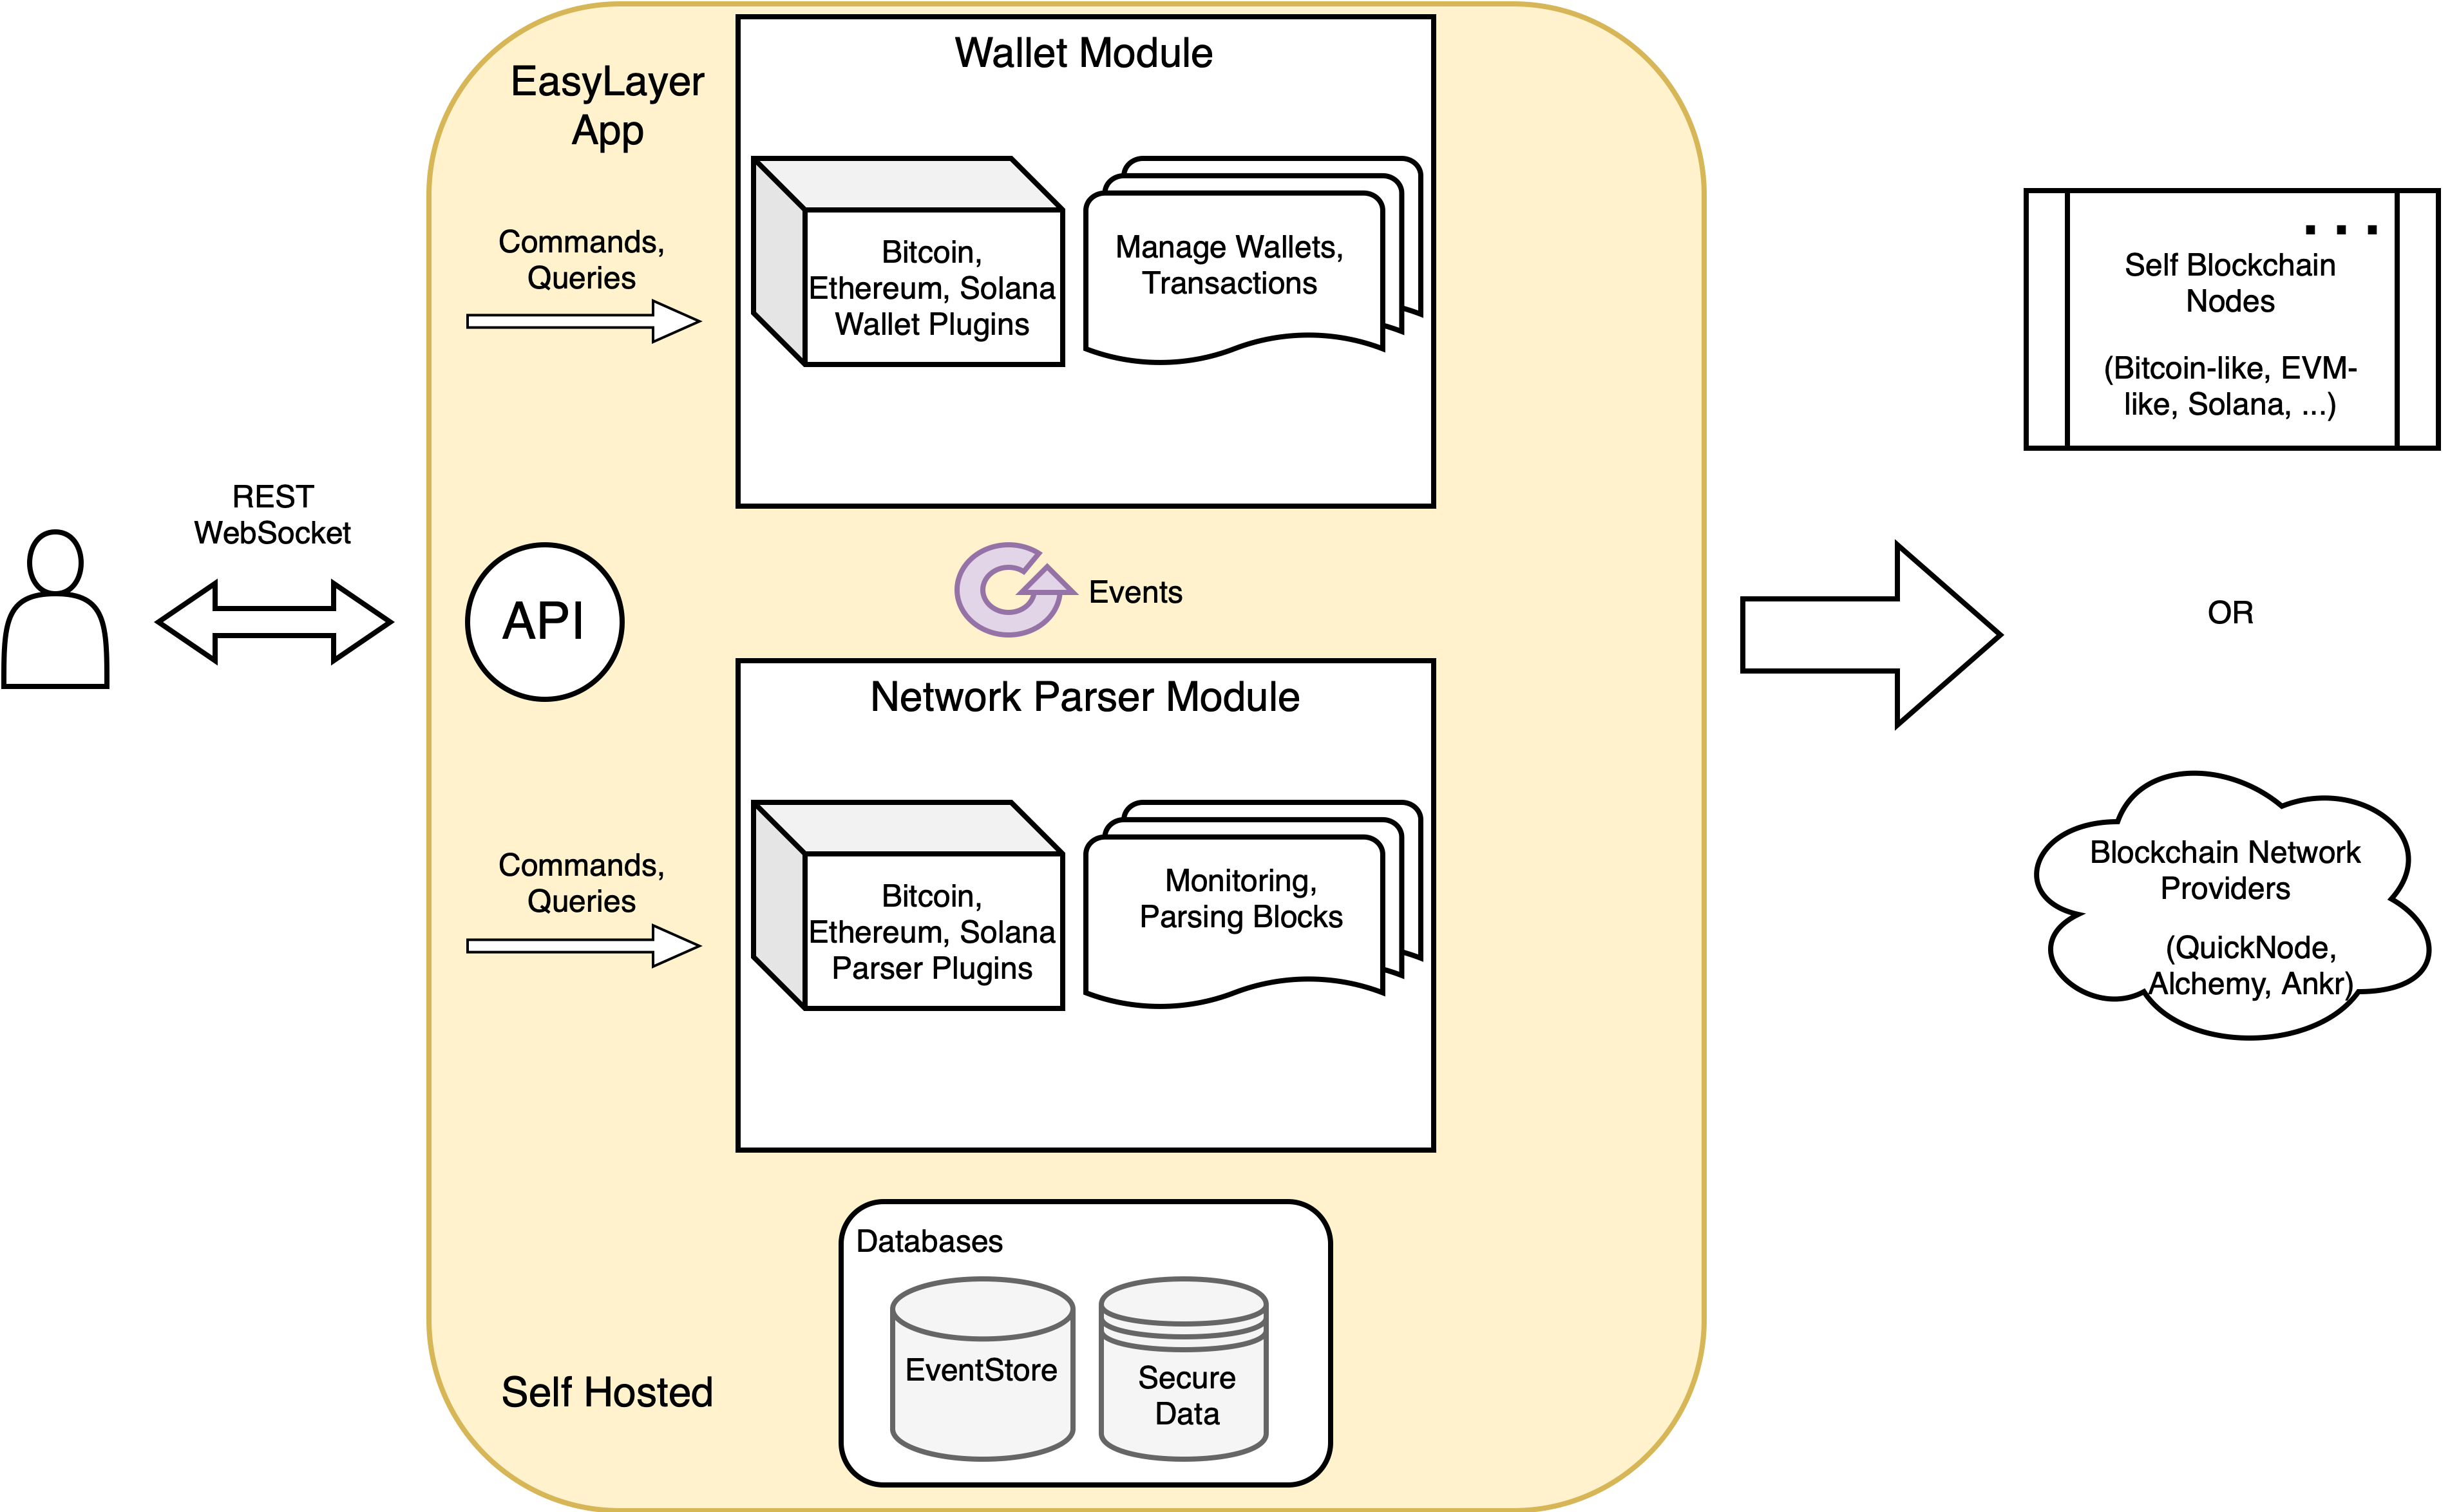 Wallet Module
EasyLayer
App
Commands,
Queries
Bitcoin,
Ethereum, Solana
Wallet Plugins
Manage Wallets,
Transactions
REST
WebSocket
API
Events
Network Parser Module
Commands,
Queries
Bitcoin,
Ethereum, Solana
Parser Plugins
Monitoring,
Parsing Blocks
Databases
EventStore
Secure
Data
Self Hosted
. . .
Self Blockchain
Nodes
(Bitcoin-like, EVM-
like, Solana, ...)
OR
Blockchain Network
Providers
(QuickNode,
Alchemy, Ankr)